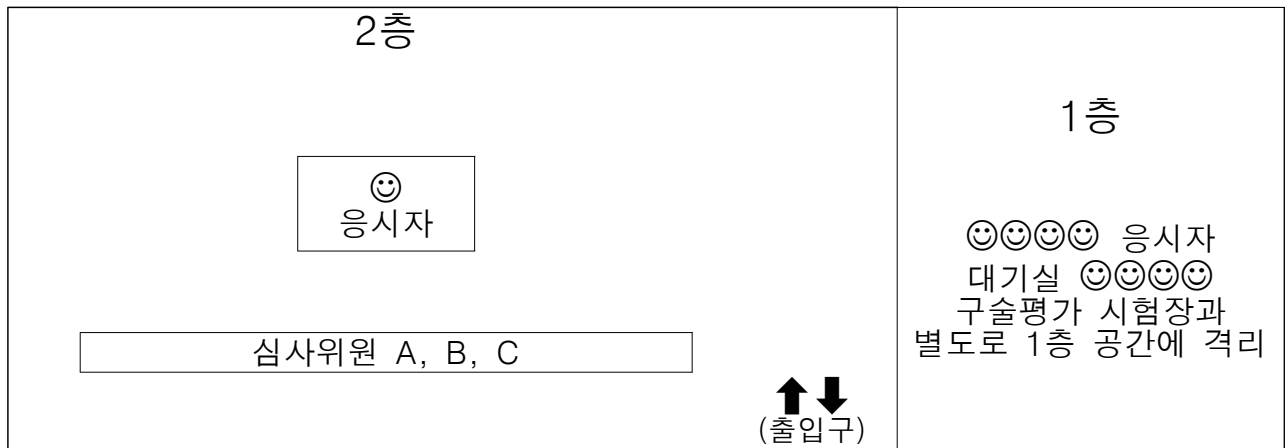 2층
☺
응시자
심사위원 A, B, C
(출입구)
1층
☺☺☺☺ 응시자
대기실 ☺☺☺☺
구술평가 시험장과
별도로 1층 공간에 격리